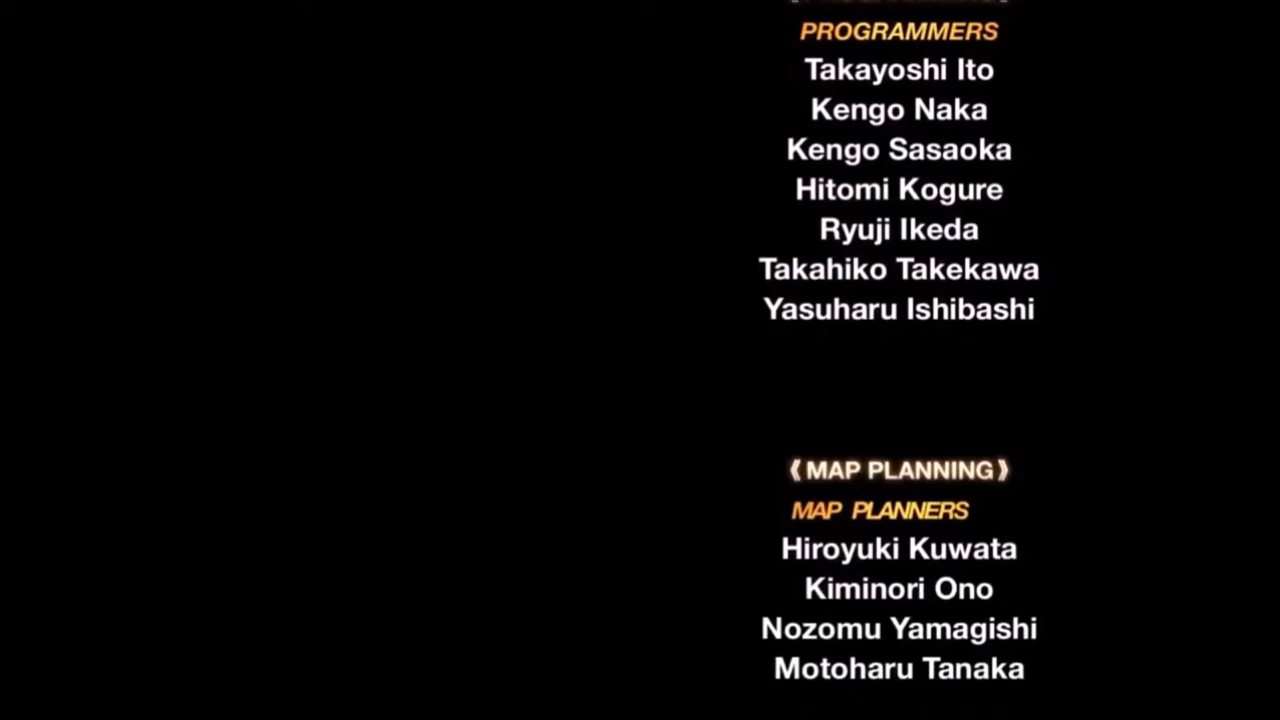 PROGRAMMERS
Takayoshi Ito
Kengo Naka
Kengo Sasaoka
Hitomi Kogure
Ryuji Ikeda
Takahiko Takekawa
Yasuharu Ishibashi
《MAP PLANNING》
MAP PLANNERS
Hiroyuki Kuwata
Kiminori Ono
Nozomu Yamagishi
Motoharu Tanaka